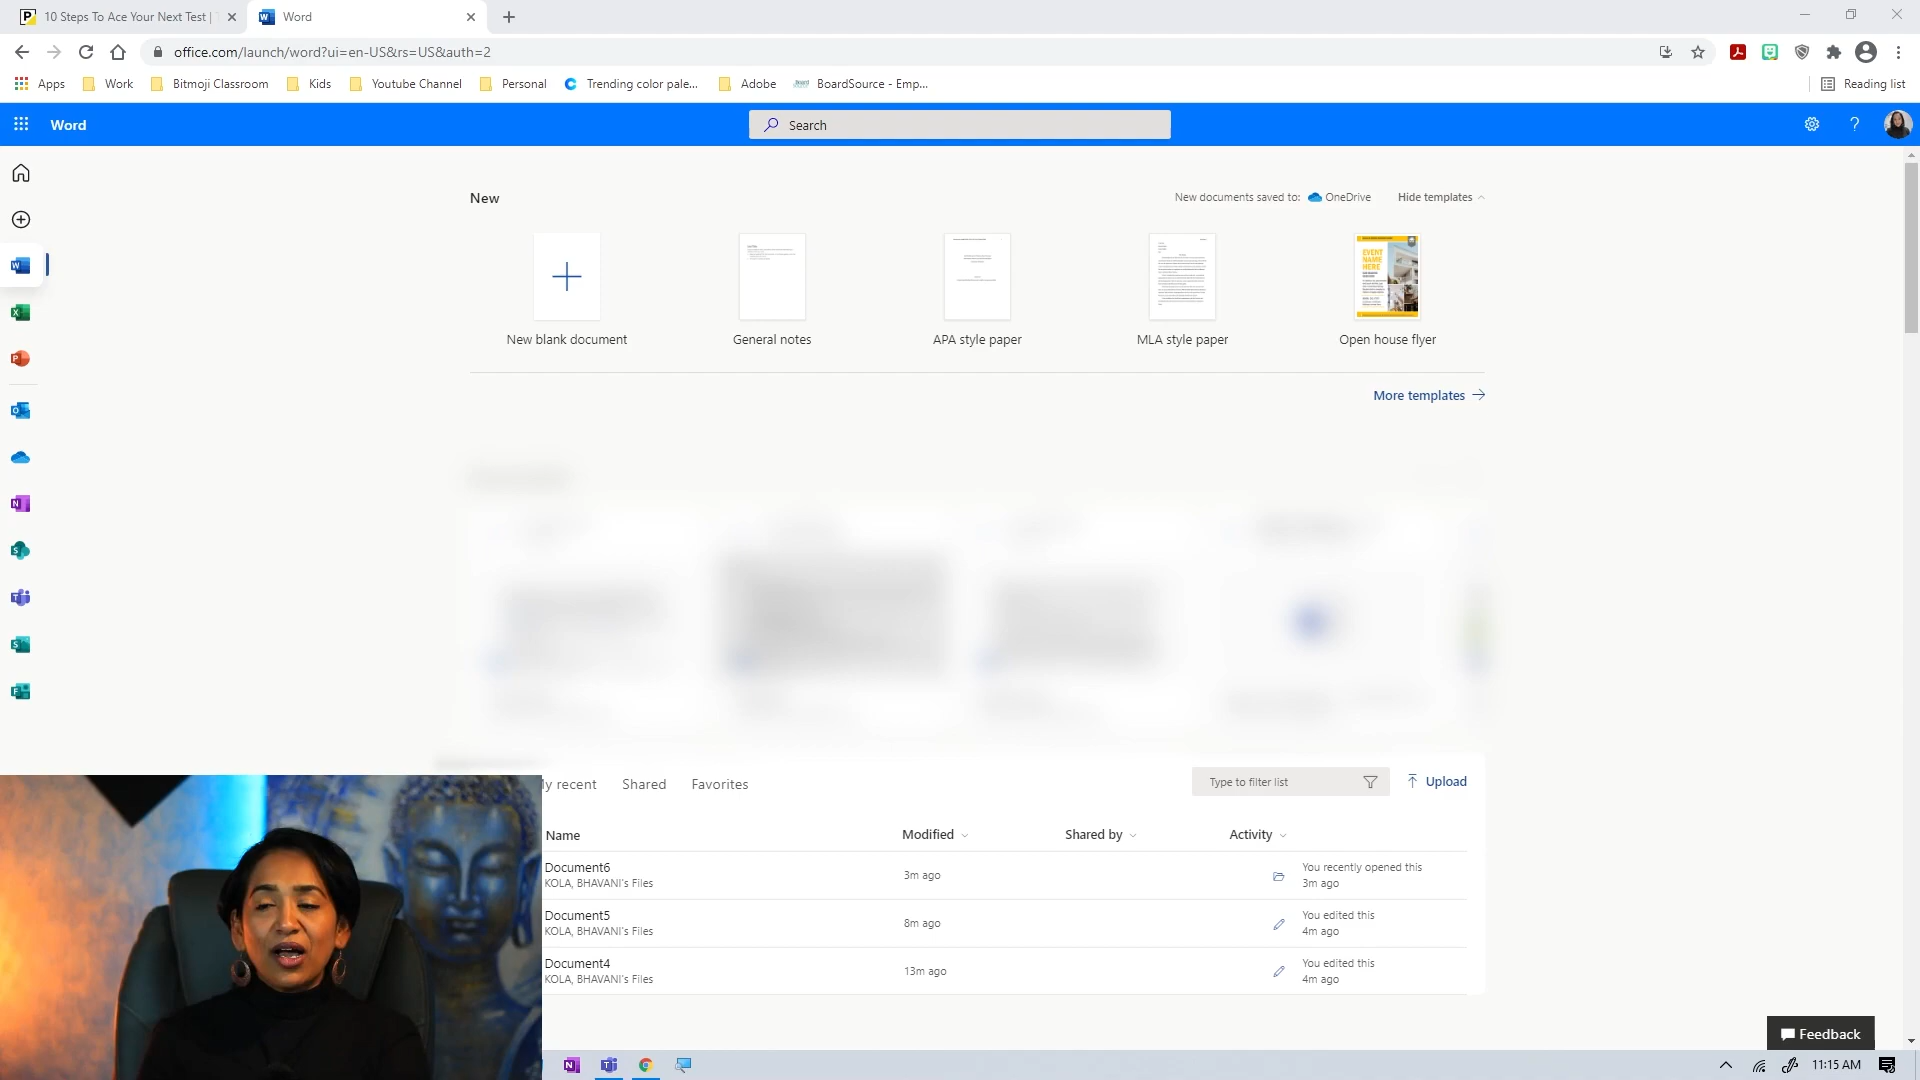 10 Steps To Ace Your Next Test |
Word
office.com/launch/word?ui=en-US&rs=US&auth=2
Apps
Work
Bitmoji Classroom
Kids
Youtube Channel
Personal
Trending color pale...
Adobe
BoardSource - Emp...
Reading list
Word
Search
New
New documents saved to:
OneDrive
Hide templates
EVENT
NAME
HERE
New blank document
General notes
APA style paper
MLA style paper
Open house flyer
More templates
My recent
Shared
Favorites
Type to filter list
Upload
Name
Modified
Shared by
Activity
Document6
KOLA, BHAVANI's Files
3m ago
You recently opened this
3m ago
Document5
KOLA, BHAVANI's Files
8m ago
You edited this
4m ago
Document4
KOLA, BHAVANI's Files
13m ago
You edited this
4m ago
Feedback
11:15 AM